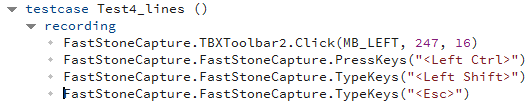 testcase Test4_lines ()
recording
FastStoneCapture.TBXToolbar2.Click(MB_LEFT, 247, 16)
FastStoneCapture.FastStoneCapture.PressKeys("<Left Ctrl>")
FastStoneCapture.FastStoneCapture.TypeKeys("<Left Shift>")
FastStoneCapture.FastStoneCapture.TypeKeys("<Esc>")